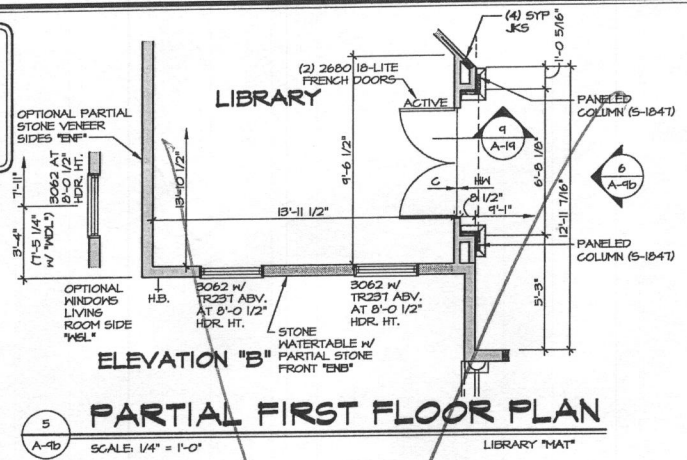 (4) SYP
JKS
1'-0 5/16"
(2) 2680 18-LITE
FRENCH DOORS
LIBRARY
ACTIVE
PANELED
COLUMN (S-1847)
OPTIONAL PARTIAL
STONE VENEER
SIDES "ENF"
9
A-19
6
A-9b
7'-11"
3062 AT
8'-0 1/2"
HDR. HT.
13'-10 1/2"
9'-6 1/2"
6'-8 1/8"
12'-11 7/16"
C
HW
8 1/2"
9'-1"
13'-11 1/2"
3'-4"
(7'-5 1/4"
W/ "WDL")
PANELED
COLUMN (S-1847)
OPTIONAL
WINDOWS
LIVING
ROOM SIDE
"WSL"
H.B.
3062 W/
TR237 ABV.
AT 8'-0 1/2"
HDR. HT.
3062 W/
TR237 ABV.
AT 8'-0 1/2"
HDR. HT.
5'-3"
STONE
WATERTABLE W/
PARTIAL STONE
FRONT "ENB"
ELEVATION "B"
5
A-9b
PARTIAL FIRST FLOOR PLAN
SCALE: 1/4" = 1'-0"
LIBRARY "MAT"